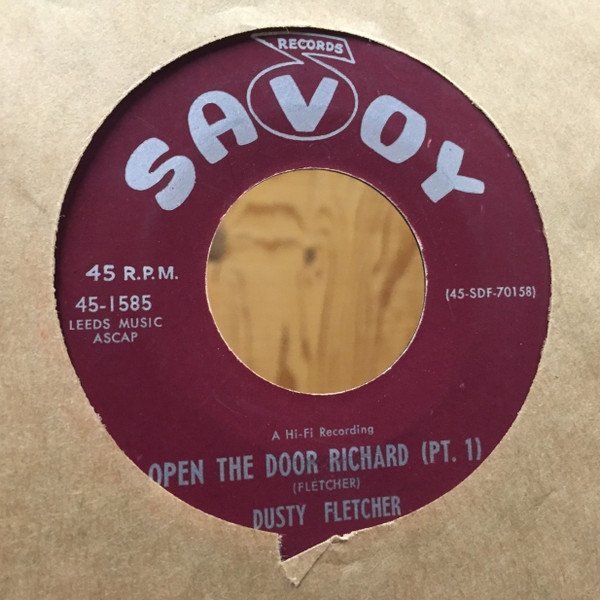 RECORDS
SAVOY
45 R.P.M.
45-1585
LEEDS MUSIC
ASCAP
(45-SDF-70158)
A Hi-Fi Recording
OPEN THE DOOR RICHARD (PT. 1)
(FLETCHER)
DUSTY FLETCHER